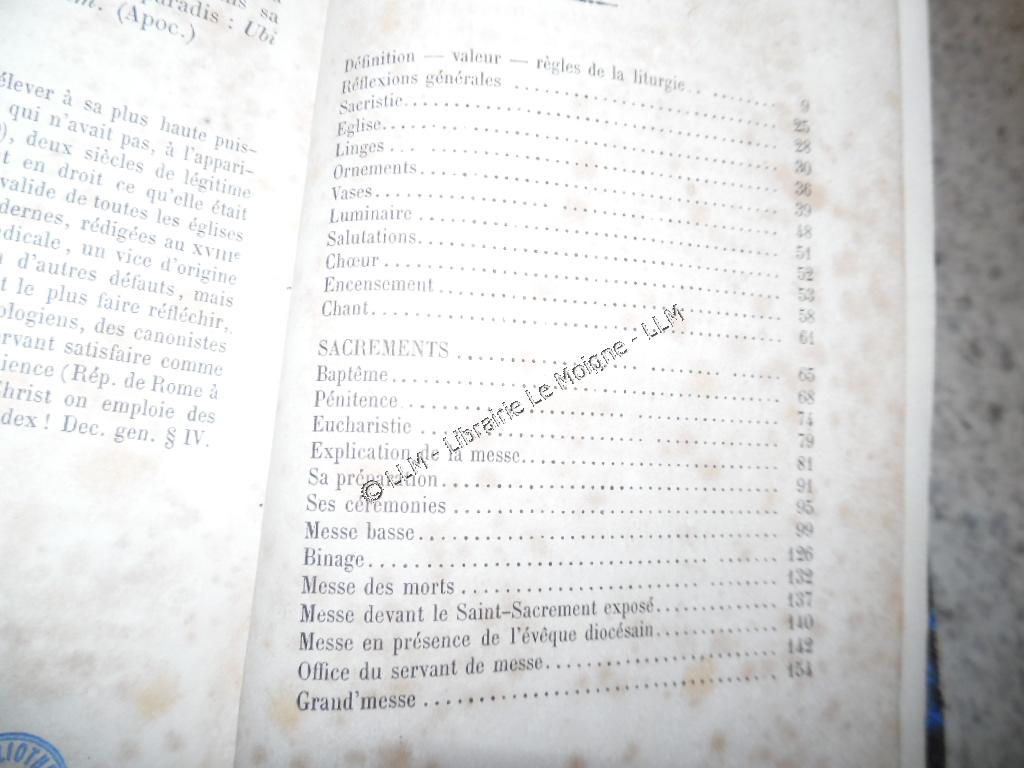 ns sa
paradis : Ubi
m. (Apoc.)
élever à sa plus haute puis-
qui n'avait pas, à l'appari-
), deux siècles de légitime
t en droit ce qu'elle était
valide de toutes les églises
dernes, rédigées au XVIIIe
dicale, un vice d'origine
d'autres défauts, mais
t le plus faire réfléchir,
ologiens, des canonistes
servant satisfaire comme
ience (Rép. de Rome à
Christ on emploie des
dex ! Dec. gen. § IV.
Définition — valeur — règles de la liturgie 9
Réflexions générales 25
Sacristie 28
Eglise 30
Linges 36
Ornements 39
Vases 48
Luminaire 51
Salutations 52
Chœur 53
Encensement 58
Chant 61
SACREMENTS 65
Baptême 68
Pénitence 74
Eucharistie 79
Explication de la messe 81
Sa préparation 91
Ses cérémonies 95
Messe basse 99
Binage 126
Messe des morts 132
Messe devant le Saint-Sacrement exposé 137
Messe en présence de l'évêque diocésain 140
Office du servant de messe 142
Grand'messe 154
© LLM - Librairie Le Moigne - LLM
LIOTH